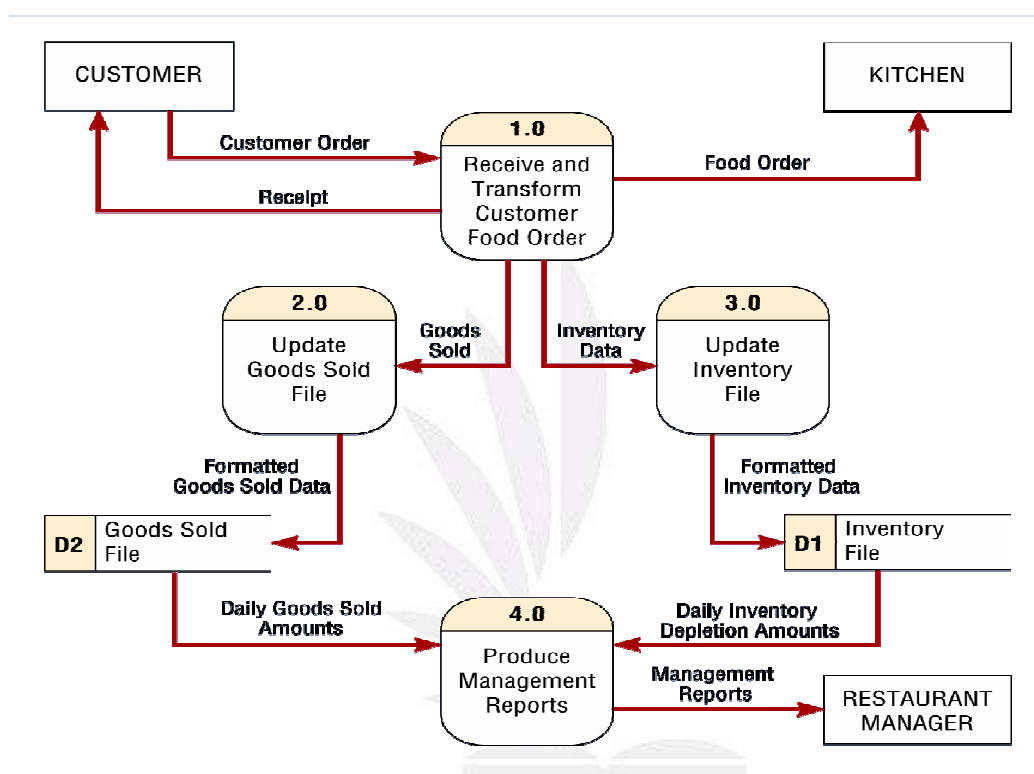 CUSTOMER
KITCHEN
1.0
Receive and
Transform
Customer
Food Order
Customer Order
Receipt
Food Order
2.0
Update
Goods Sold
File
Goods
Sold
Inventory
Data
3.0
Update
Inventory
File
Formatted
Goods Sold Data
Formatted
Inventory Data
D2
Goods Sold
File
D1
Inventory
File
Daily Goods Sold
Amounts
4.0
Produce
Management
Reports
Daily Inventory
Depletion Amounts
Management
Reports
RESTAURANT
MANAGER